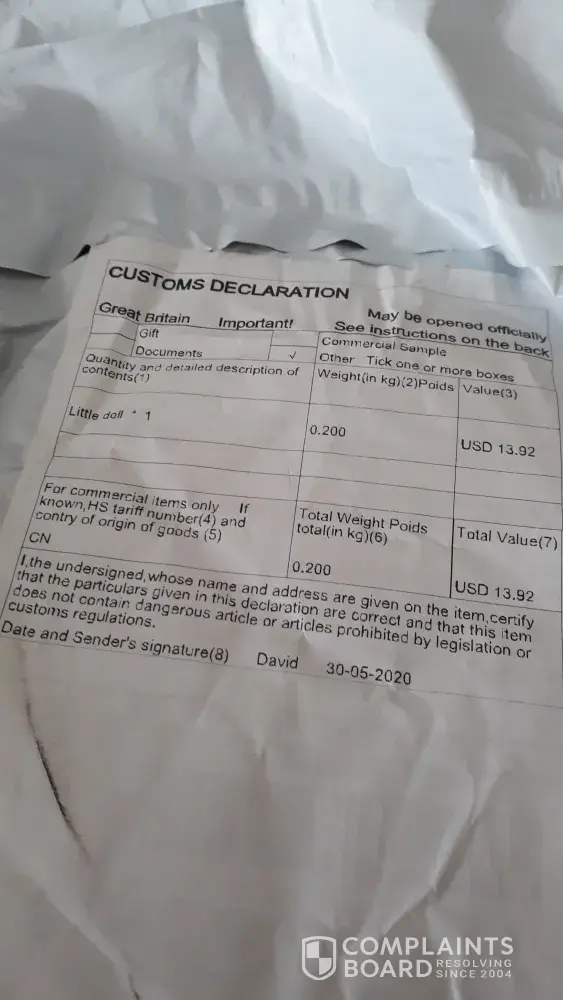 CUSTOMS DECLARATION
May be opened officially
Great Britain Important!
See instructions on the back
Gift
Commercial Sample
Documents
✓
Other Tick one or more boxes
Quantity and detailed description of
contents(1)
Weight(in kg)(2)Poids
Value(3)
Little doll * 1
0.200
USD 13.92
For commercial items only If
known,HS tariff number(4) and
contry of origin of goods (5)
Total Weight Poids
total(in kg)(6)
Total Value(7)
CN
0.200
USD 13.92
I,the undersigned,whose name and address are given on the item,certify
that the particulars given in this declaration are correct and that this item
does not contain dangerous article or articles prohibited by legislation or
customs regulations.
Date and Sender's signature(8) David 30-05-2020
COMPLAINTS
BOARD RESOLVING
SINCE 2004